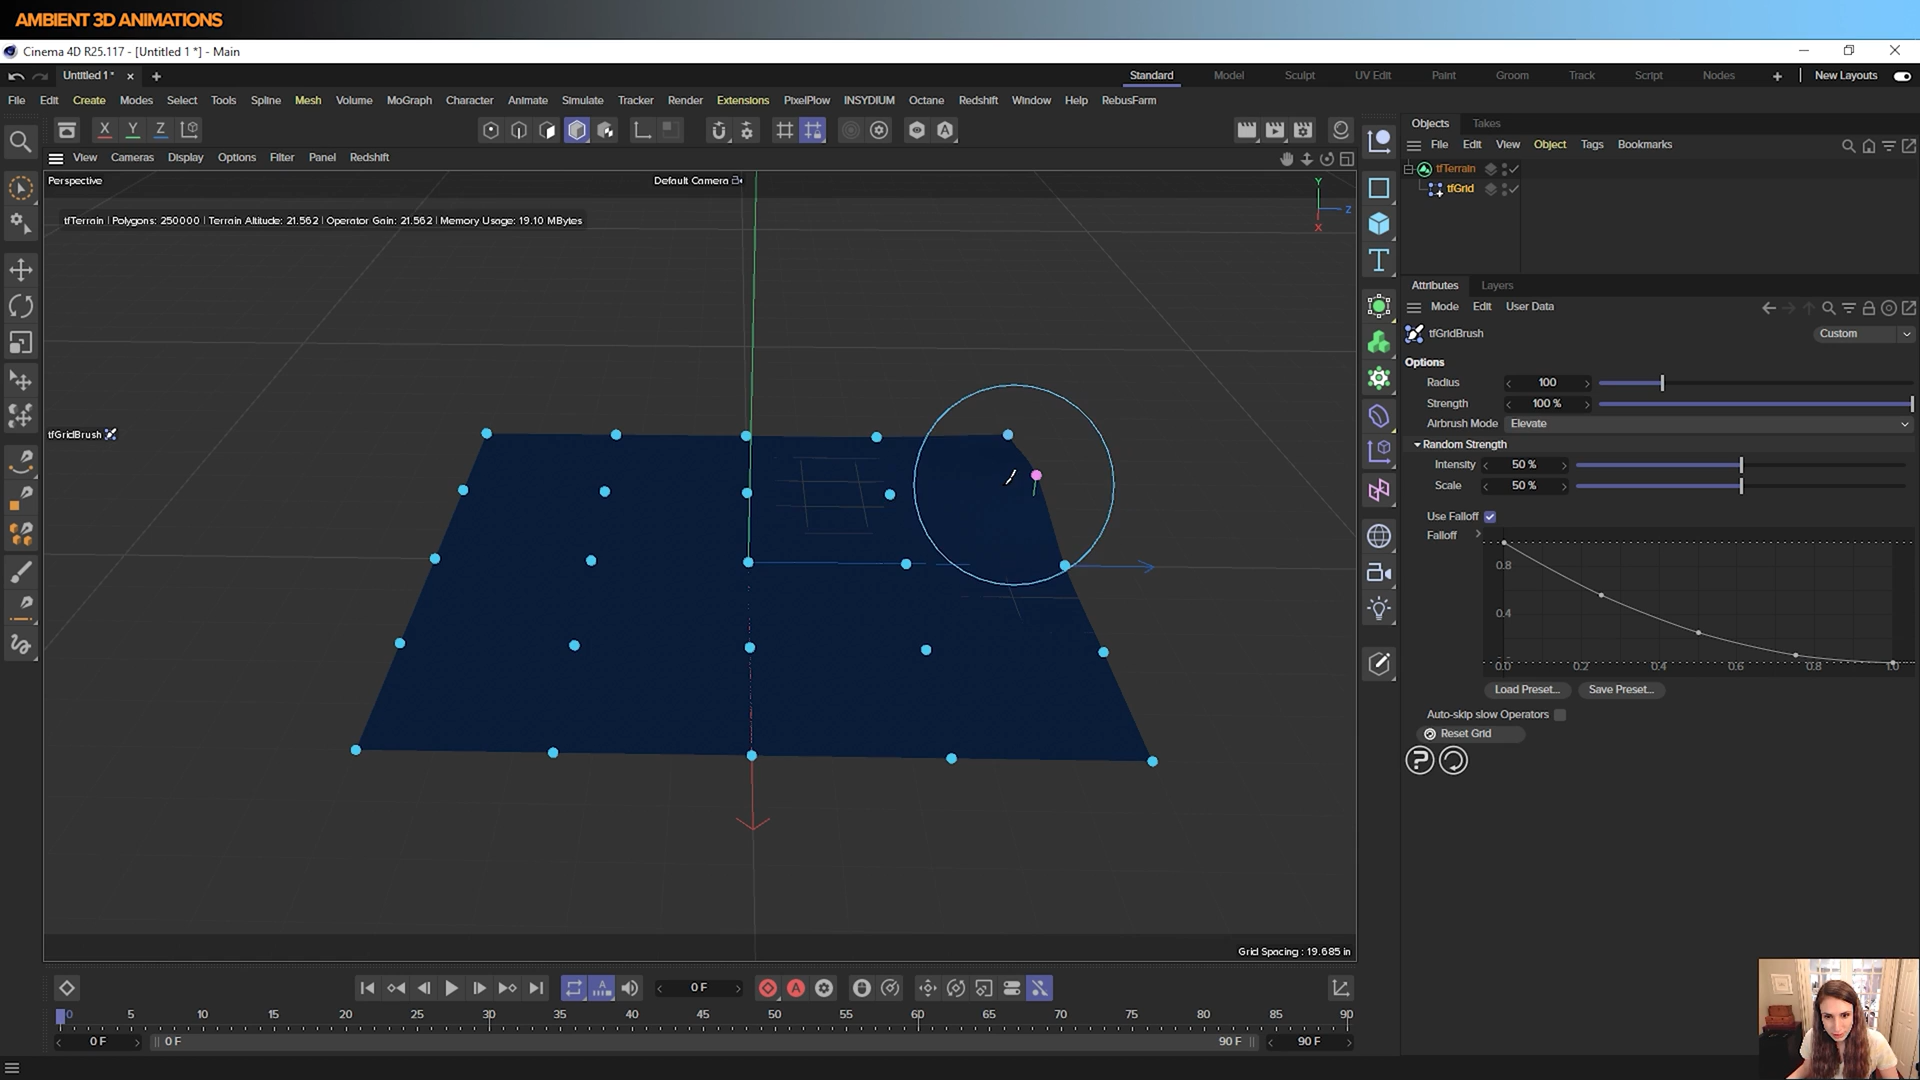 AMBIENT 3D ANIMATIONS
Cinema 4D R25.117 - [Untitled 1 *] - Main
Untitled 1 *
Standard Model Sculpt UV Edit Paint Groom Track Script Nodes New Layouts
File Edit Create Modes Select Tools Spline Mesh Volume MoGraph Character Animate Simulate Tracker Render Extensions PixelPlow INSYDIUM Octane Redshift Window Help RebusFarm
X Y Z
View Cameras Display Options Filter Panel Redshift
Perspective
Default Camera
tfTerrain | Polygons: 250000 | Terrain Altitude: 21.562 | Operator Gain: 21.562 | Memory Usage: 19.10 MBytes
Y
Z
X
tfGridBrush
Grid Spacing : 19.685 in
Objects Takes
File Edit View Object Tags Bookmarks
tfTerrain
tfGrid
Attributes Layers
Mode Edit User Data
tfGridBrush
Custom
Options
Radius 100
Strength 100 %
Airbrush Mode Elevate
Random Strength
Intensity 50 %
Scale 50 %
Use Falloff
Falloff
0.8
0.4
0.0 0.2 0.4 0.6 0.8 1.0
Load Preset... Save Preset...
Auto-skip slow Operators
Reset Grid
0 F
0 5 10 15 20 25 30 35 40 45 50 55 60 65 70 75 80 85 90
0 F 0 F 90 F 90 F